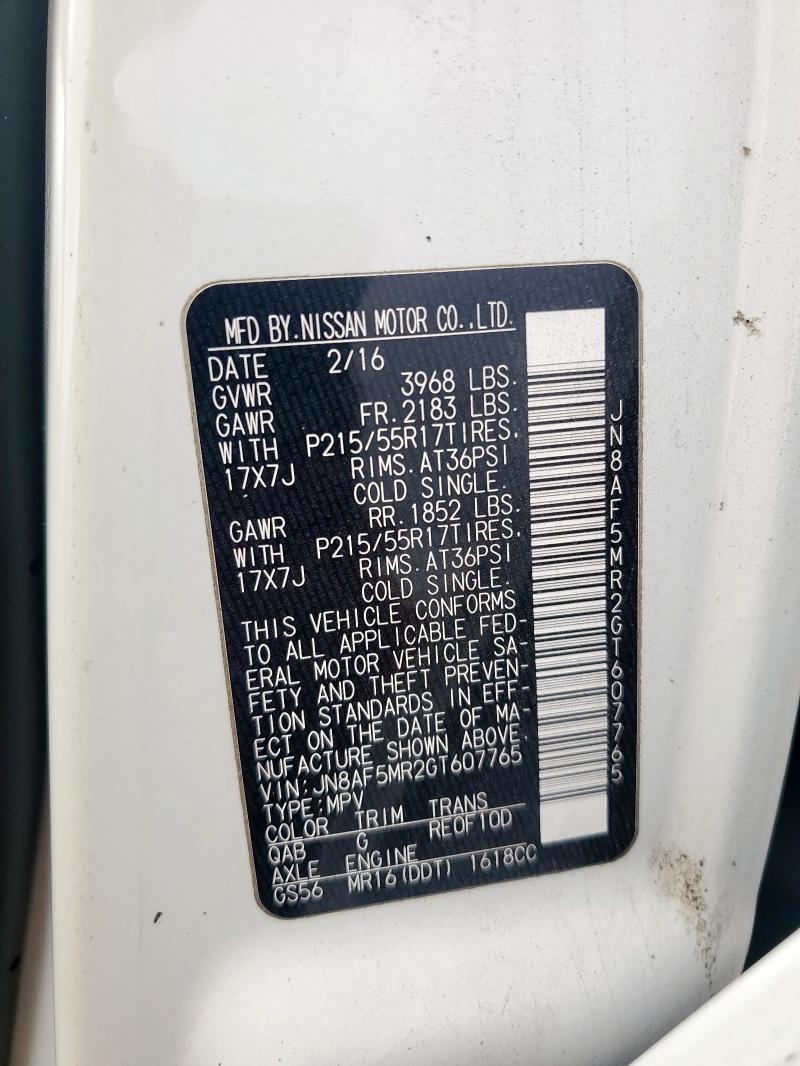 MFD BY.NISSAN MOTOR CO.,LTD.
DATE 2/16
GVWR 3968 LBS.
GAWR FR.2183 LBS.
WITH P215/55R17TIRES,
17X7J RIMS.AT36PSI
COLD SINGLE.
GAWR RR.1852 LBS.
WITH P215/55R17TIRES,
17X7J RIMS.AT36PSI
COLD SINGLE.
THIS VEHICLE CONFORMS
TO ALL APPLICABLE FED-
ERAL MOTOR VEHICLE SA-
FETY AND THEFT PREVEN-
TION STANDARDS IN EFF-
ECT ON THE DATE OF MA-
NUFACTURE SHOWN ABOVE.
VIN:JN8AF5MR2GT607765
TYPE:MPV
COLOR TRIM TRANS
QAB G RE0F10D
AXLE ENGINE
GS56 MR16(DDT) 1618CC
JN8AF5MR2GT607765